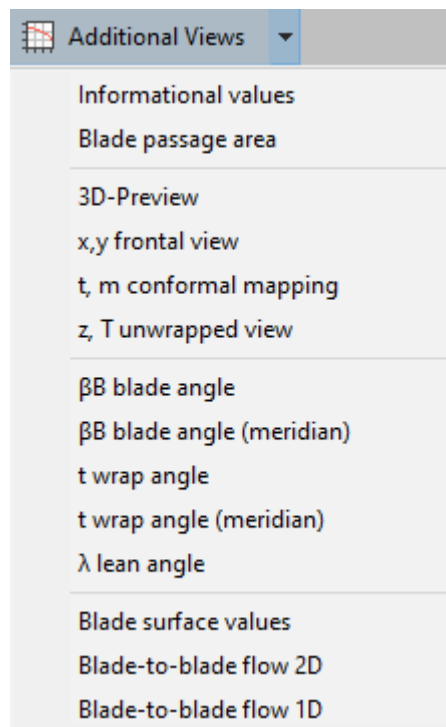 Additional Views
Informational values
Blade passage area
3D-Preview
x,y frontal view
t, m conformal mapping
z, T unwrapped view
βB blade angle
βB blade angle (meridian)
t wrap angle
t wrap angle (meridian)
λ lean angle
Blade surface values
Blade-to-blade flow 2D
Blade-to-blade flow 1D